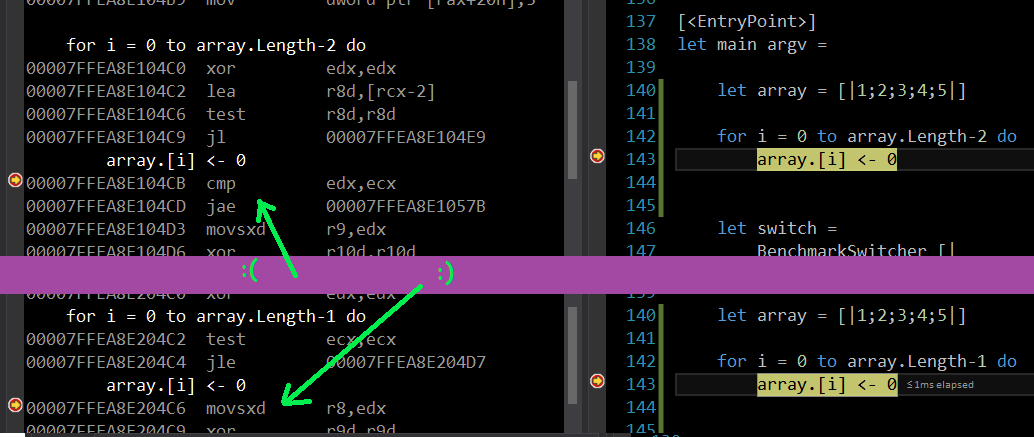 00007FFEA8E104B9 mov dword ptr [rax+20h],5
for i = 0 to array.Length-2 do
00007FFEA8E104C0 xor edx,edx
00007FFEA8E104C2 lea r8d,[rcx-2]
00007FFEA8E104C6 test r8d,r8d
00007FFEA8E104C9 jl 00007FFEA8E104E9
array.[i] <- 0
00007FFEA8E104CB cmp edx,ecx
00007FFEA8E104CD jae 00007FFEA8E1057B
00007FFEA8E104D3 movsxd r9,edx
00007FFEA8E104D6 xor r10d,r10d
136
137 [<EntryPoint>]
138 let main argv =
139
140 let array = [|1;2;3;4;5|]
141
142 for i = 0 to array.Length-2 do
143 array.[i] <- 0
144
145
146 let switch =
147 BenchmarkSwitcher [|
:( :)
00007FFEA8E204C0 xor edx,edx
for i = 0 to array.Length-1 do
00007FFEA8E204C2 test ecx,ecx
00007FFEA8E204C4 jle 00007FFEA8E204D7
array.[i] <- 0
00007FFEA8E204C6 movsxd r8,edx
00007FFEA8E204C9 xor r9d,r9d
139
140 let array = [|1;2;3;4;5|]
141
142 for i = 0 to array.Length-1 do
143 array.[i] <- 0 ≤1ms elapsed
144
145